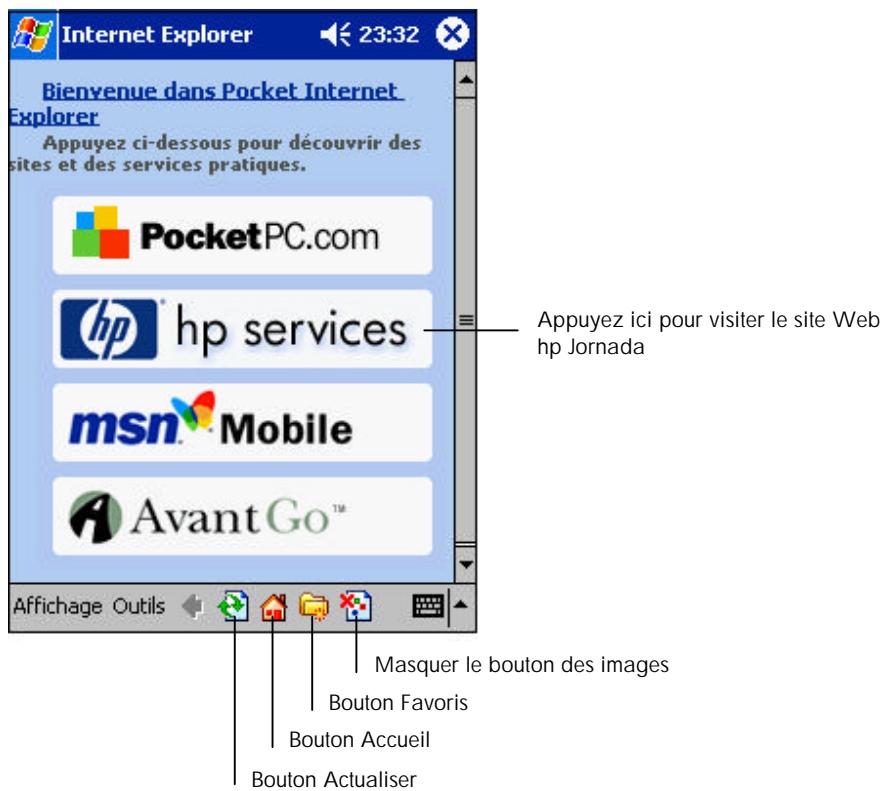 Internet Explorer 23:32
Bienvenue dans Pocket Internet
Explorer
Appuyez ci-dessous pour découvrir des
sites et des services pratiques.
PocketPC.com
hp hp services
Appuyez ici pour visiter le site Web
hp Jornada
msn Mobile
AvantGo™
Affichage Outils
Masquer le bouton des images
Bouton Favoris
Bouton Accueil
Bouton Actualiser